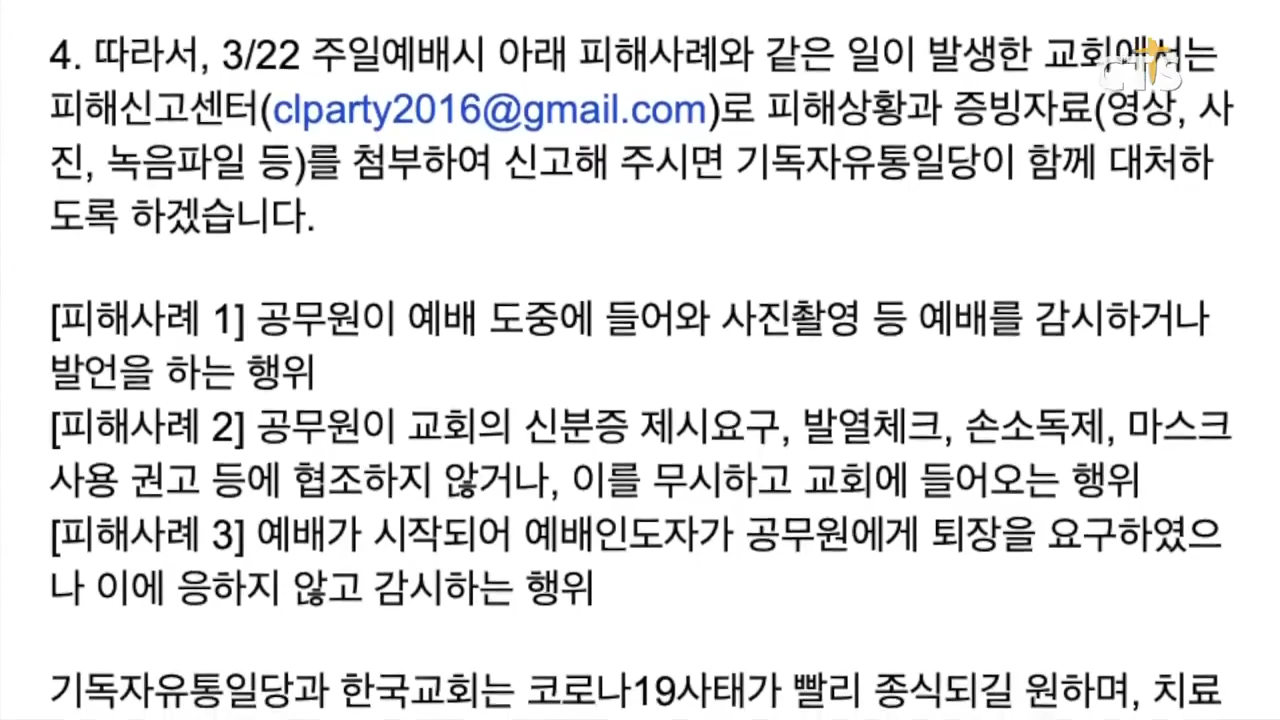 4. 따라서, 3/22 주일예배시 아래 피해사례와 같은 일이 발생한 교회에서는
피해신고센터(clparty2016@gmail.com)로 피해상황과 증빙자료(영상, 사
진, 녹음파일 등)를 첨부하여 신고해 주시면 기독자유통일당이 함께 대처하
도록 하겠습니다.
[피해사례 1] 공무원이 예배 도중에 들어와 사진촬영 등 예배를 감시하거나
발언을 하는 행위
[피해사례 2] 공무원이 교회의 신분증 제시요구, 발열체크, 손소독제, 마스크
사용 권고 등에 협조하지 않거나, 이를 무시하고 교회에 들어오는 행위
[피해사례 3] 예배가 시작되어 예배인도자가 공무원에게 퇴장을 요구하였으
나 이에 응하지 않고 감시하는 행위
기독자유통일당과 한국교회는 코로나19사태가 빨리 종식되길 원하며, 치료
CTS